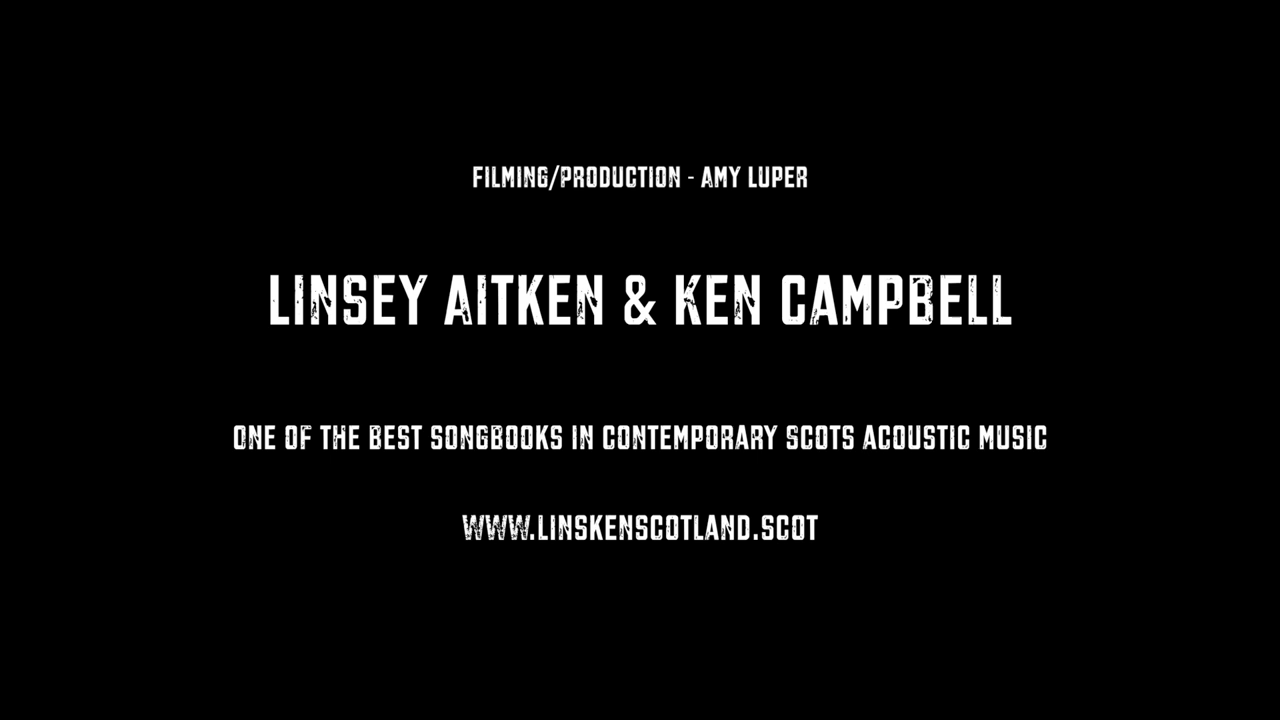 FILMING/PRODUCTION - AMY LUPER
LINSEY AITKEN & KEN CAMPBELL
ONE OF THE BEST SONGBOOKS IN CONTEMPORARY SCOTS ACOUSTIC MUSIC
WWW.LINSKENSCOTLAND.SCOT